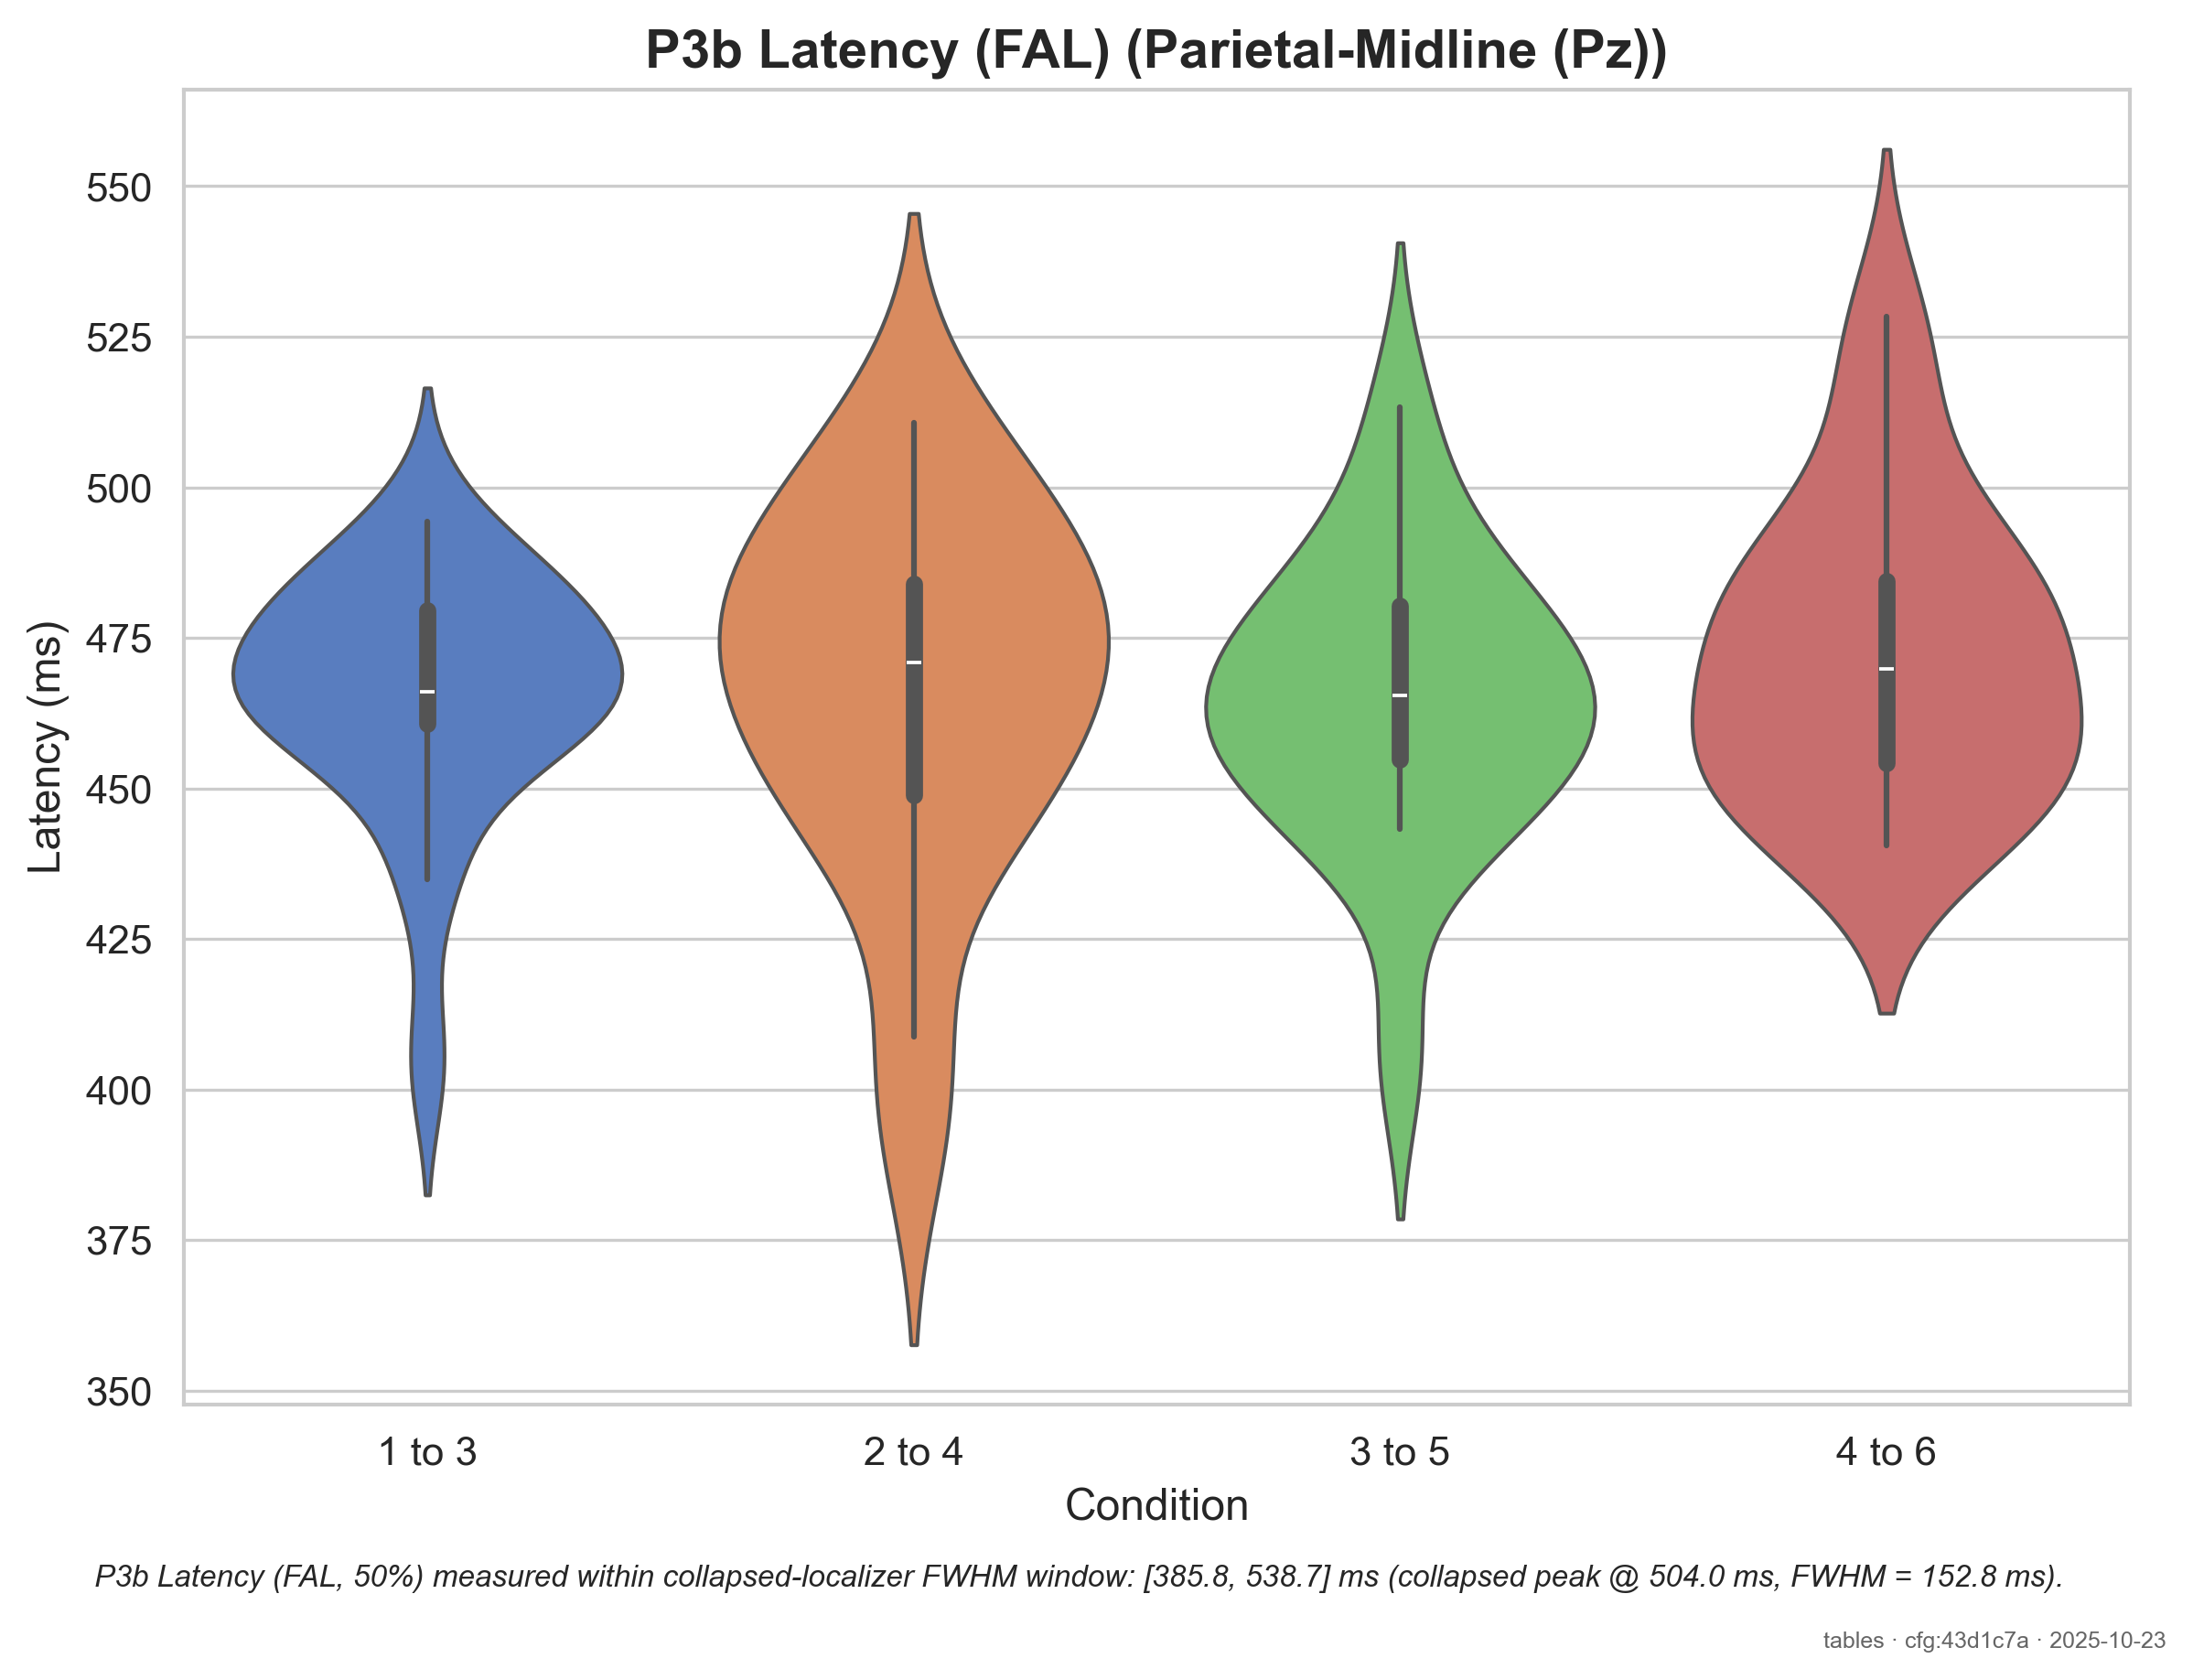 P3b Latency (FAL) (Parietal-Midline (Pz))
Latency (ms)
550
525
500
475
450
425
400
375
350
1 to 3
2 to 4
3 to 5
4 to 6
Condition
P3b Latency (FAL, 50%) measured within collapsed-localizer FWHM window: [385.8, 538.7] ms (collapsed peak @ 504.0 ms, FWHM = 152.8 ms).
tables · cfg:43d1c7a · 2025-10-23